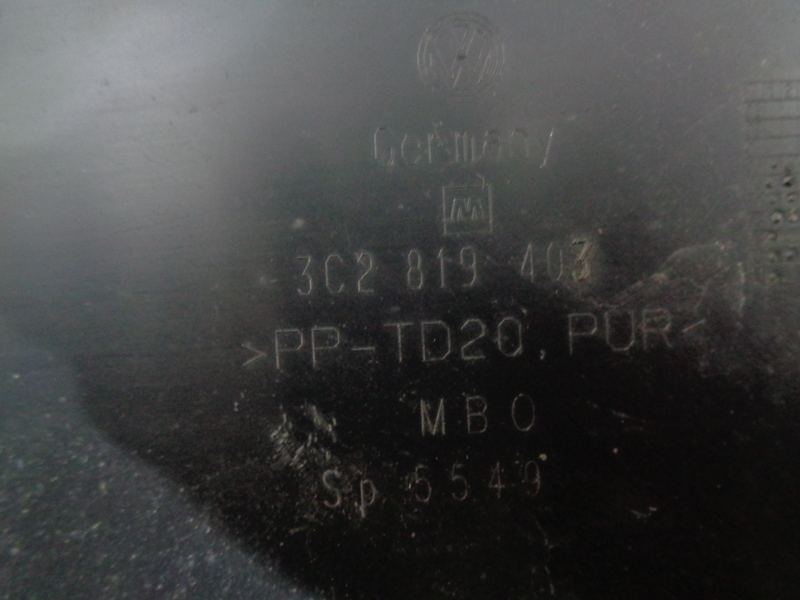 Germany
3C2 819 403
>PP-TD20, PUR<
MBO
Sp 5549